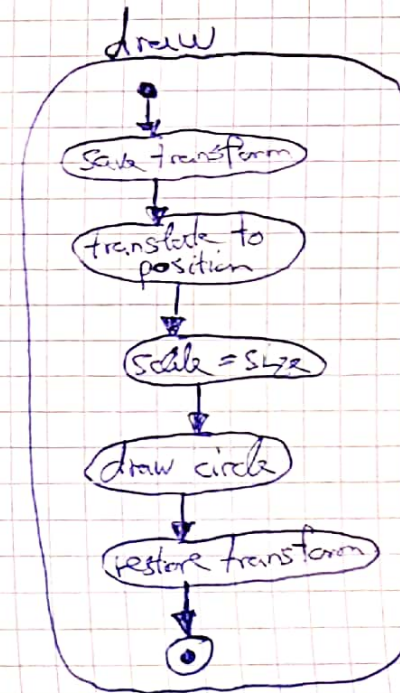 draw
save transform
translate to
position
scale = size
draw circle
restore transform